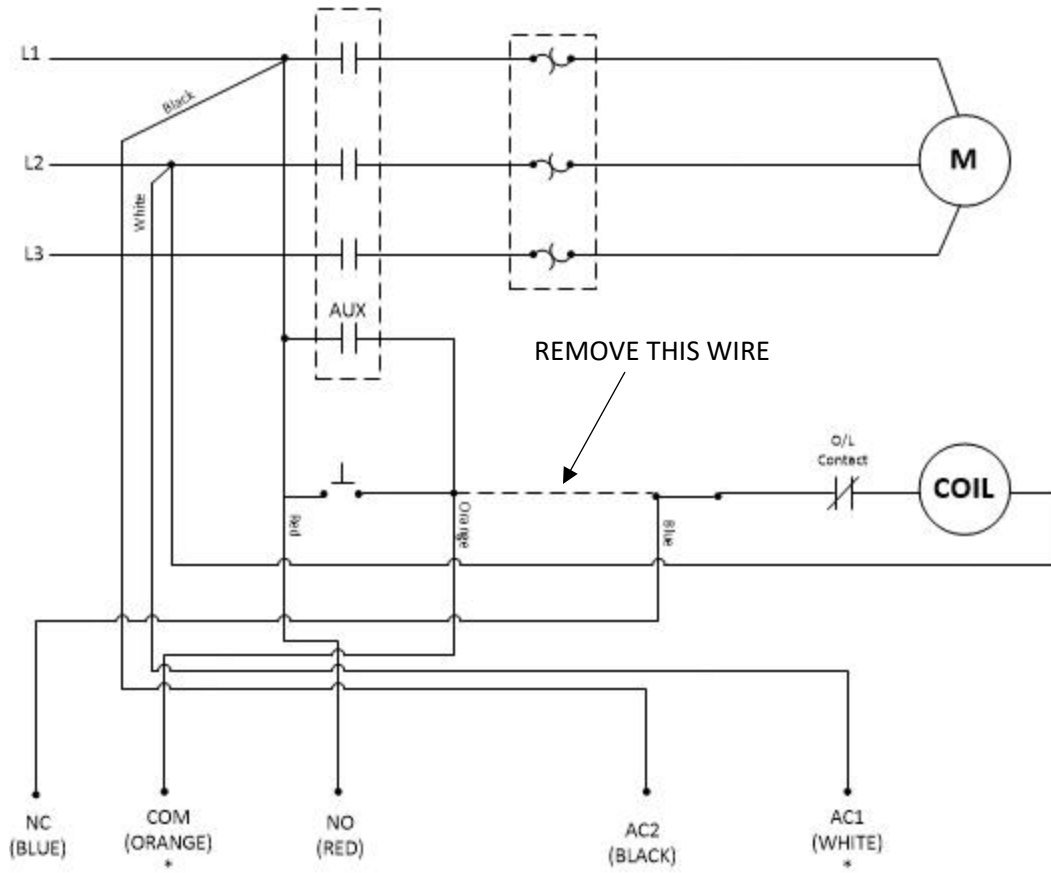 L1
Black
L2
White
L3
M
AUX
REMOVE THIS WIRE
O/L
Contact
COIL
Red
Orange
Blue
NC
(BLUE)
COM
(ORANGE)
*
NO
(RED)
AC2
(BLACK)
AC1
(WHITE)
*